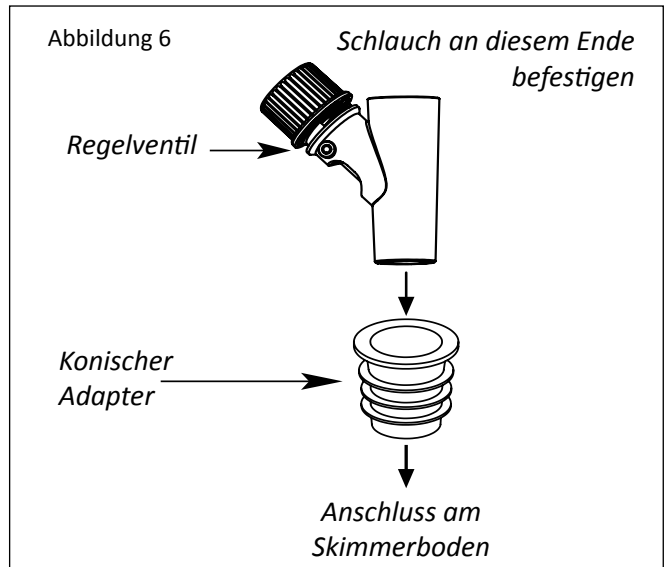 Abbildung 6
Schlauch an diesem Ende
befestigen
Regelventil
Konischer
Adapter
Anschluss am
Skimmerboden